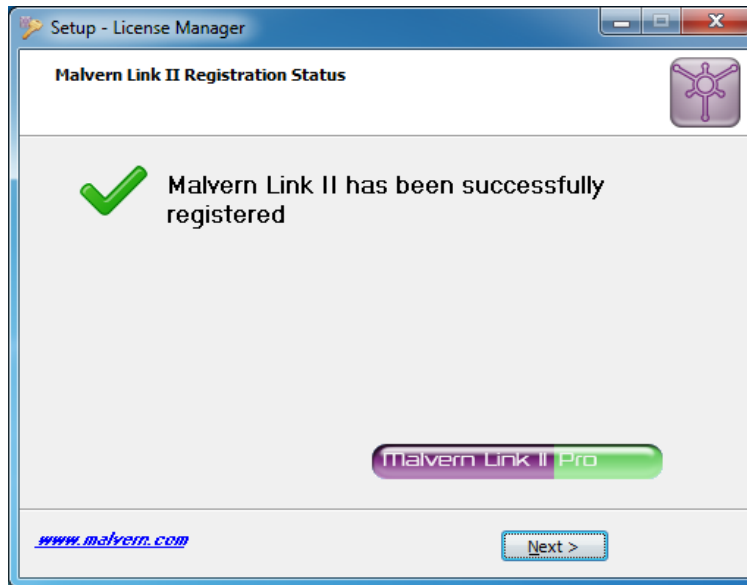 Setup - License Manager
Malvern Link II Registration Status
Malvern Link II has been successfully
registered
Malvern Link II Pro
www.malvern.com
Next >